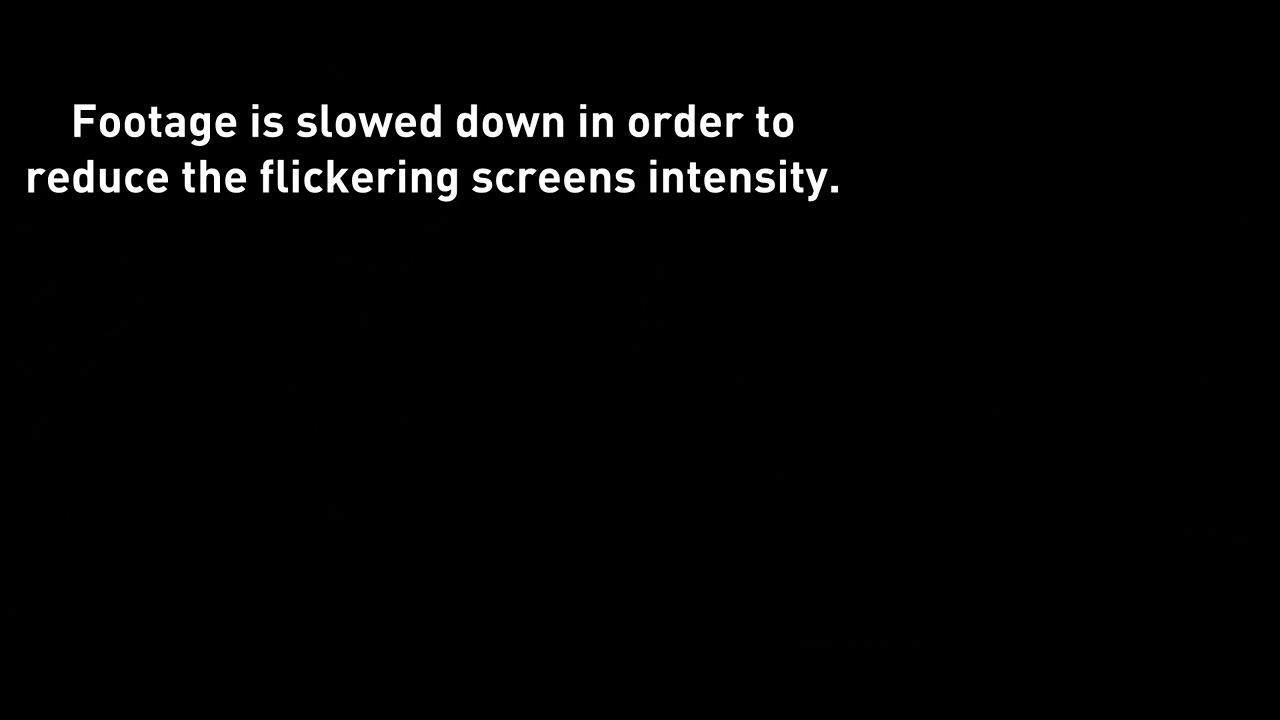 Footage is slowed down in order to
reduce the flickering screens intensity.